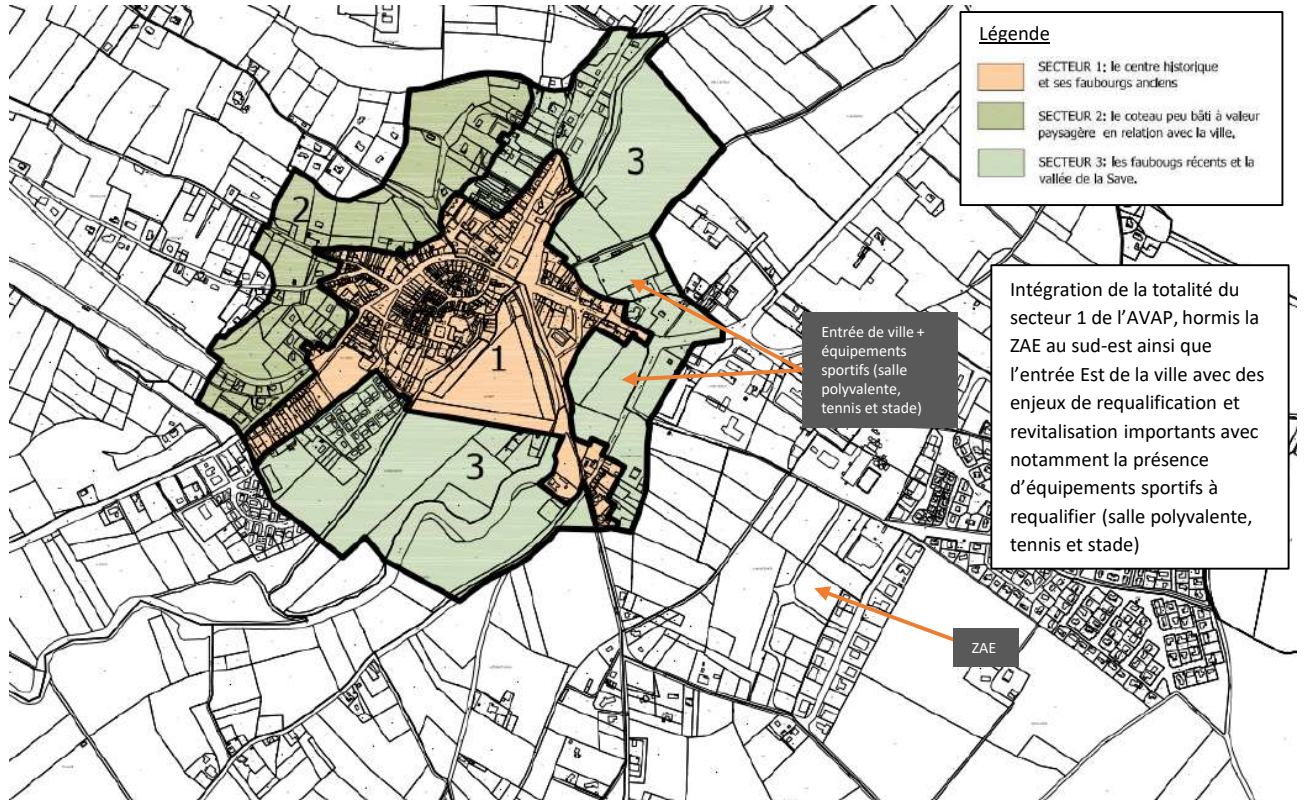 Légende
SECTEUR 1: le centre historique
et ses faubourgs anciens
SECTEUR 2: le coteau peu bâti à valeur
paysagère en relation avec la ville.
SECTEUR 3: les faubougs récents et la
vallée de la Save.
3
2
1
3
Entrée de ville +
équipements
sportifs (salle
polyvalente,
tennis et stade)
Intégration de la totalité du
secteur 1 de l’AVAP, hormis la
ZAE au sud-est ainsi que
l’entrée Est de la ville avec des
enjeux de requalification et
revitalisation importants avec
notamment la présence
d’équipements sportifs à
requalifier (salle polyvalente,
tennis et stade)
ZAE